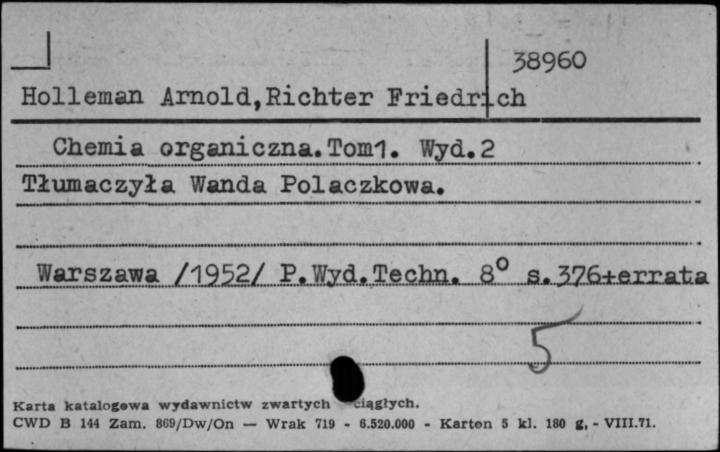 38960
Holleman Arnold,Richter Friedrich
Chemia organiczna.Tom1. Wyd.2
Tłumaczyła Wanda Polaczkowa.
Warszawa /1952/ P.Wyd.Techn. 8° s.376+errata
5
Karta katalogowa wydawnictw zwartych ciągłych.
CWD B 144 Zam. 869/Dw/On — Wrak 719 - 6.520.000 - Karton 5 kl. 180 g, - VIII.71.